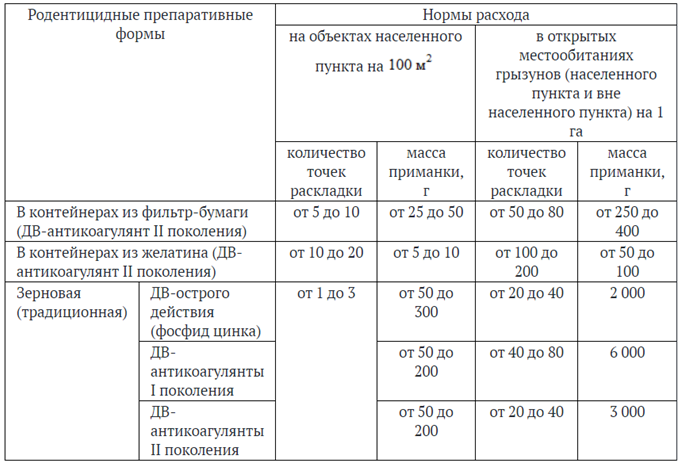 Родентицидные препаративные
формы
Нормы расхода
на объектах населенного
пункта на 100 м²
в открытых
местообитаниях
грызунов (населенного
пункта и вне
населенного пункта) на 1
га
количество
точек
раскладки
масса
приманки,
г
количество
точек
раскладки
масса
приманки,
г
В контейнерах из фильтр-бумаги
(ДВ-антикоагулянт II поколения)
от 5 до 10
от 25 до 50
от 50 до 80
от 250 до
400
В контейнерах из желатина (ДВ-
антикоагулянт II поколения)
от 10 до 20
от 5 до 10
от 100 до
200
от 50 до
100
Зерновая
(традиционная)
ДВ-острого
действия
(фосфид цинка)
от 1 до 3
от 50 до
300
от 20 до 40
2 000
ДВ-
антикоагулянты
I поколения
от 50 до
200
от 40 до 80
6 000
ДВ-
антикоагулянты
II поколения
от 50 до
200
от 20 до 40
3 000